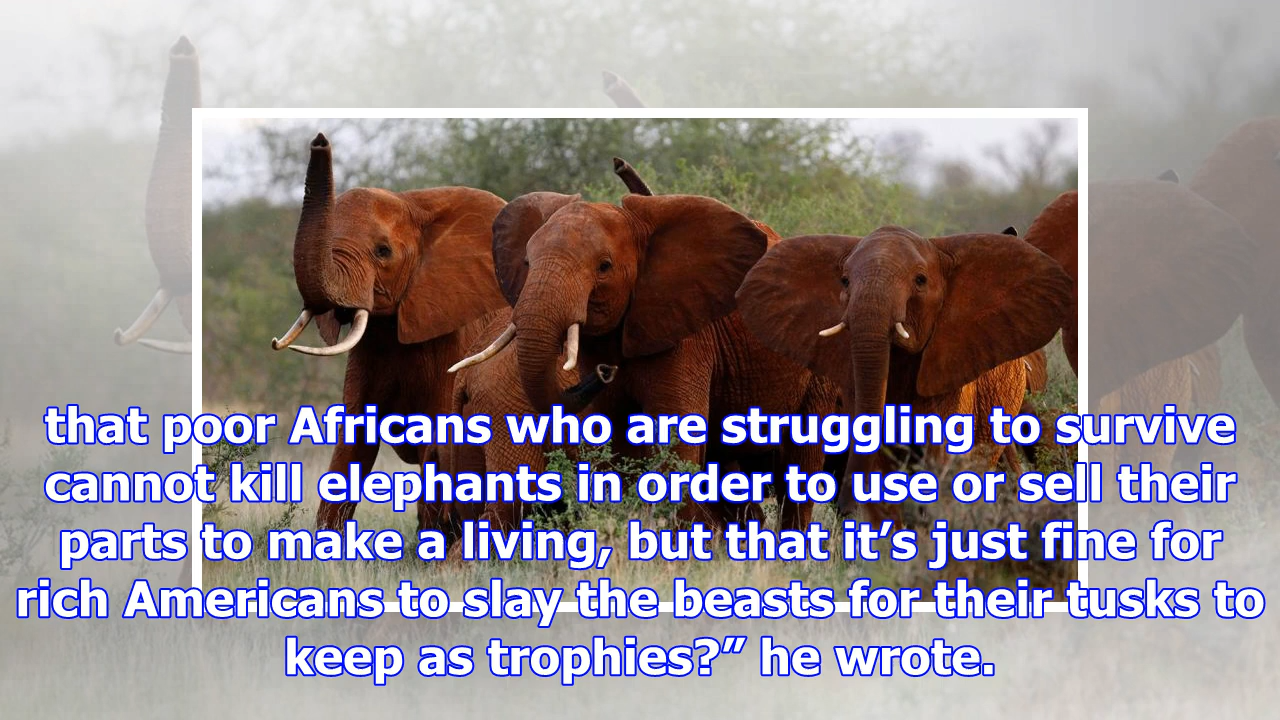 that poor Africans who are struggling to survive
cannot kill elephants in order to use or sell their
parts to make a living, but that it’s just fine for
rich Americans to slay the beasts for their tusks to
keep as trophies?” he wrote.